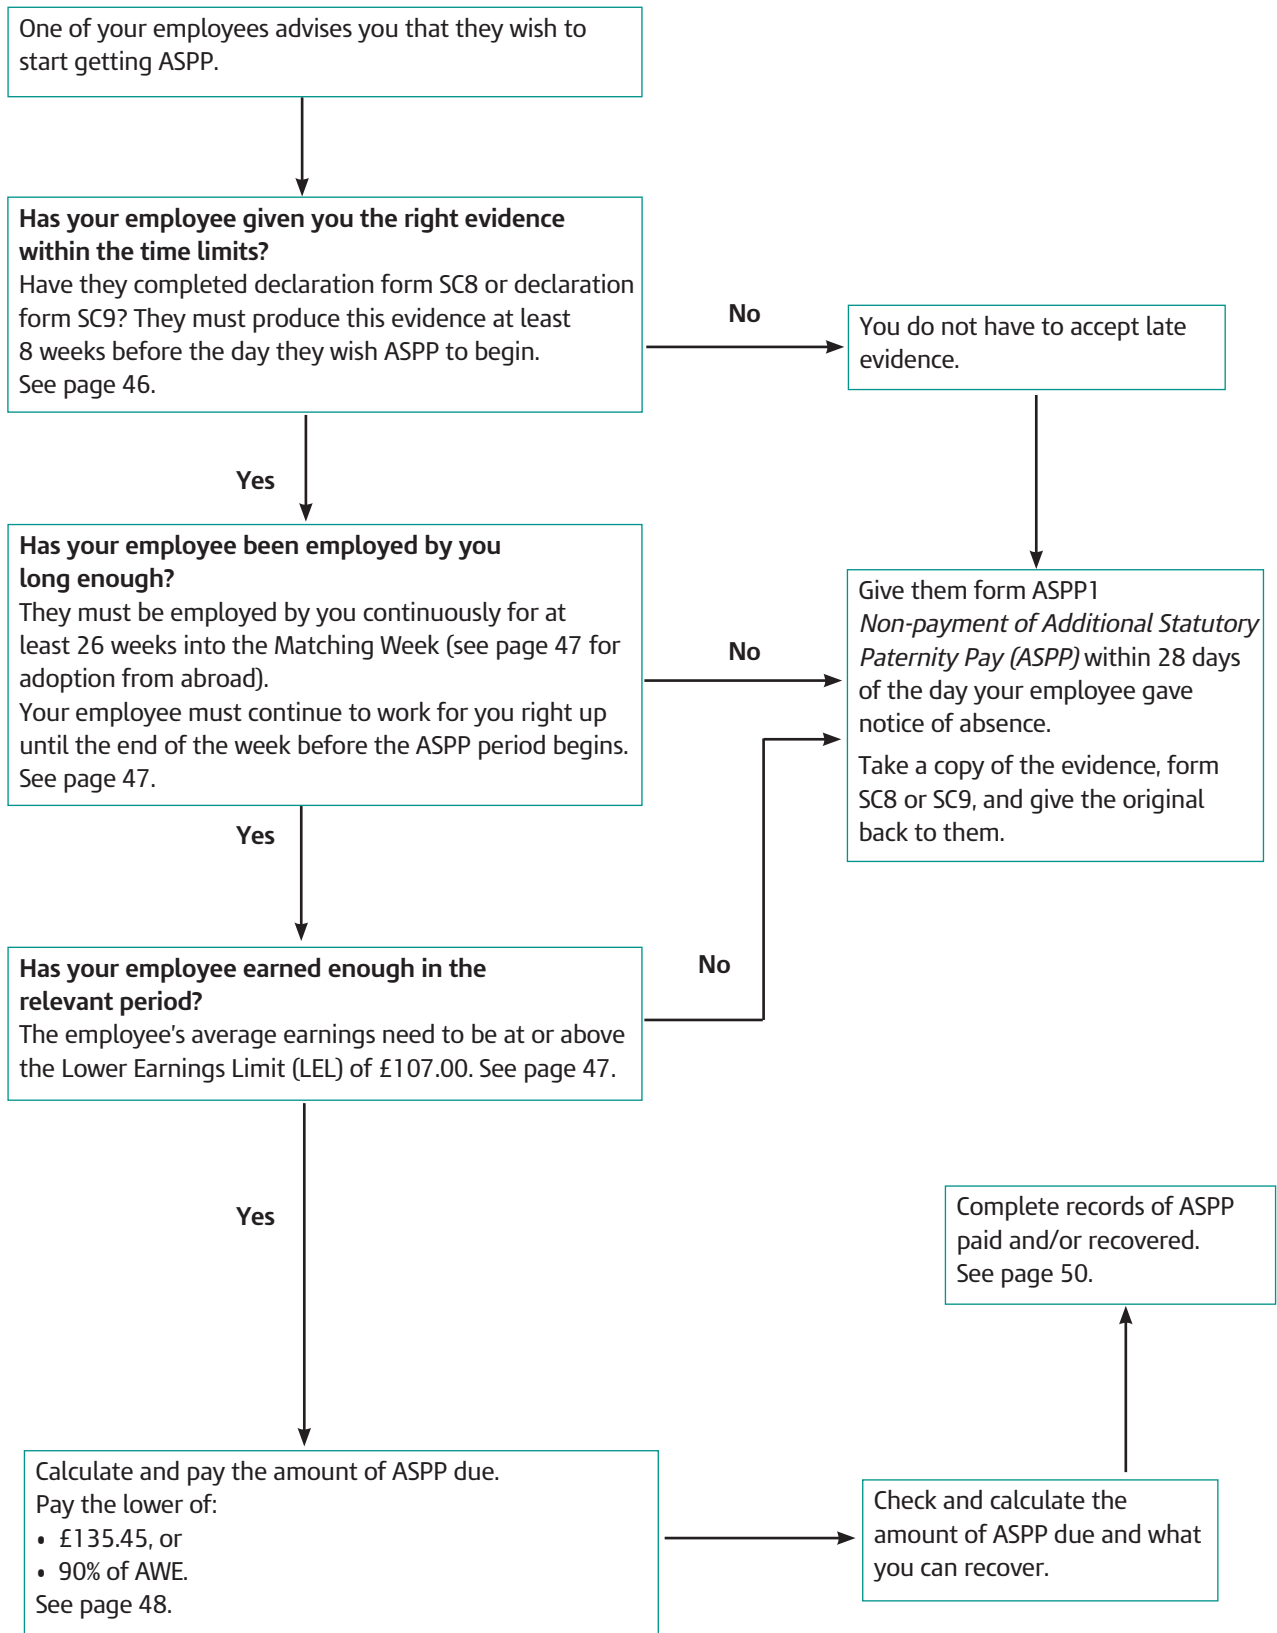 One of your employees advises you that they wish to
start getting ASPP.
Has your employee given you the right evidence
within the time limits?
Have they completed declaration form SC8 or declaration
form SC9? They must produce this evidence at least
8 weeks before the day they wish ASPP to begin.
See page 46.
No
You do not have to accept late
evidence.
Yes
Has your employee been employed by you
long enough?
They must be employed by you continuously for at
least 26 weeks into the Matching Week (see page 47 for
adoption from abroad).
Your employee must continue to work for you right up
until the end of the week before the ASPP period begins.
See page 47.
No
Give them form ASPP1
Non-payment of Additional Statutory
Paternity Pay (ASPP) within 28 days
of the day your employee gave
notice of absence.
Take a copy of the evidence, form
SC8 or SC9, and give the original
back to them.
Yes
Has your employee earned enough in the
relevant period?
The employee's average earnings need to be at or above
the Lower Earnings Limit (LEL) of £107.00. See page 47.
No
Yes
Calculate and pay the amount of ASPP due.
Pay the lower of:
• £135.45, or
• 90% of AWE.
See page 48.
Check and calculate the
amount of ASPP due and what
you can recover.
Complete records of ASPP
paid and/or recovered.
See page 50.